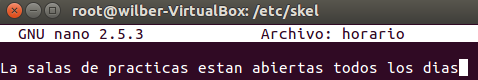 root@wilber-VirtualBox: /etc/skel
GNU nano 2.5.3 Archivo: horario
La salas de practicas estan abiertas todos los dias